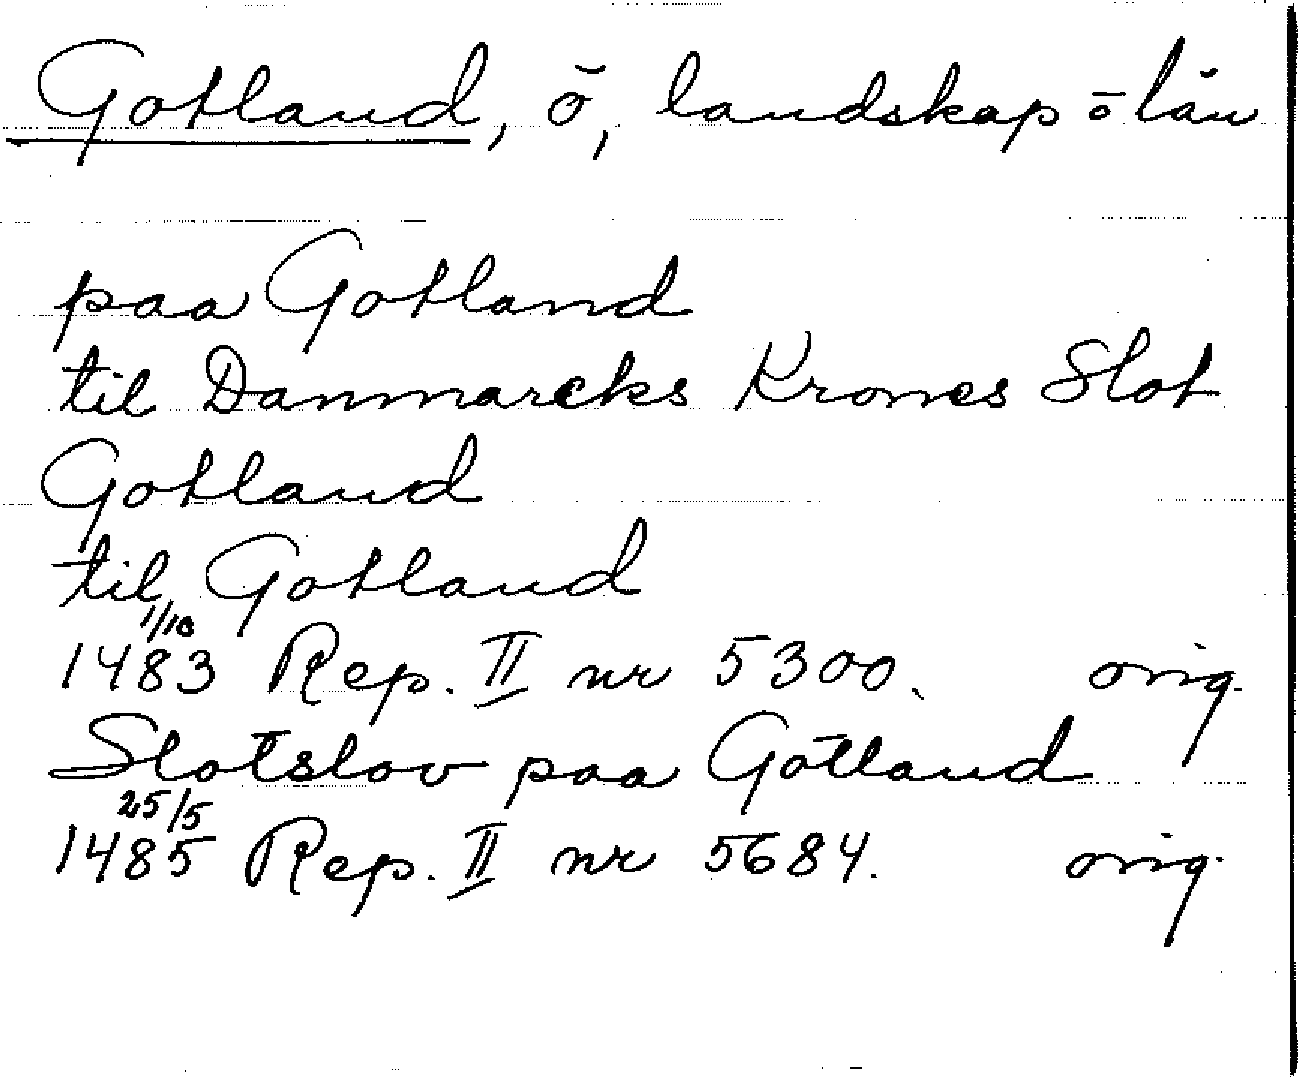 Gotland, ö, landskap o län
paa Gotland
til Danmarcks Krones Slot
Gotland
til Gotland
1/10
1483 Rep. II nr 5300. orig.
Slotslov paa Gotland
25/5
1485 Rep. II nr 5684. orig.